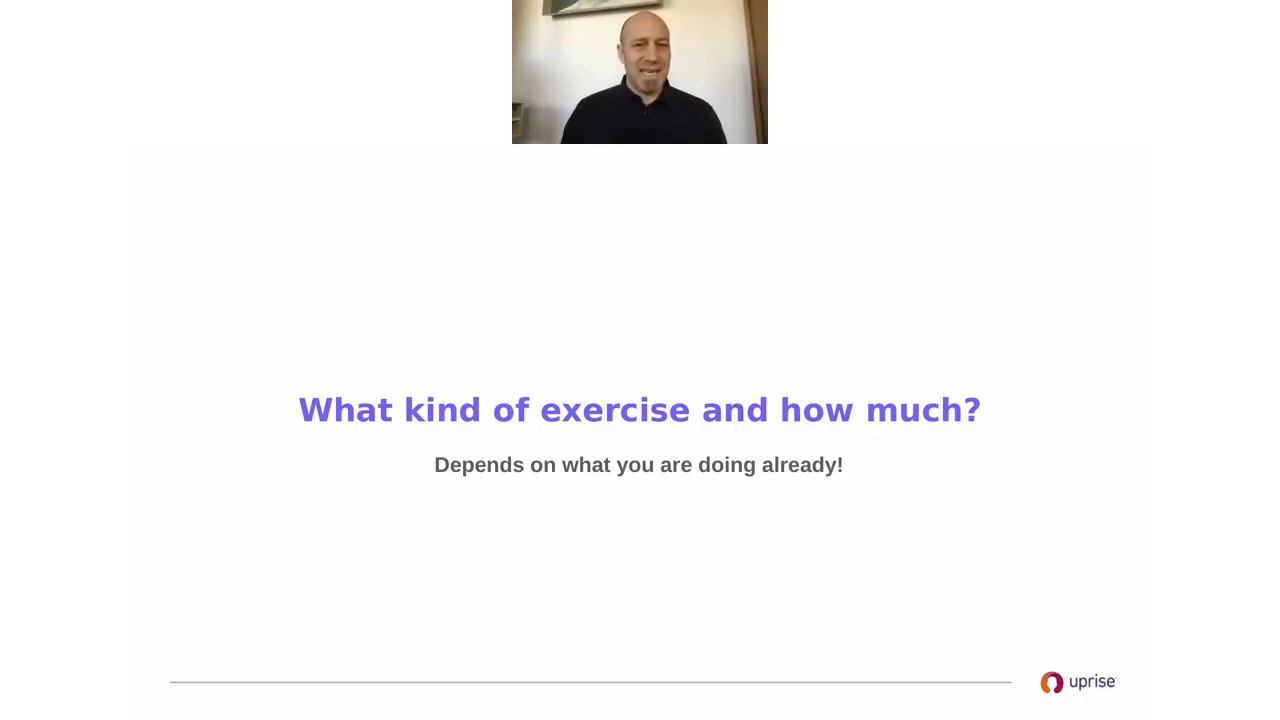 What kind of exercise and how much?
Depends on what you are doing already!
uprise